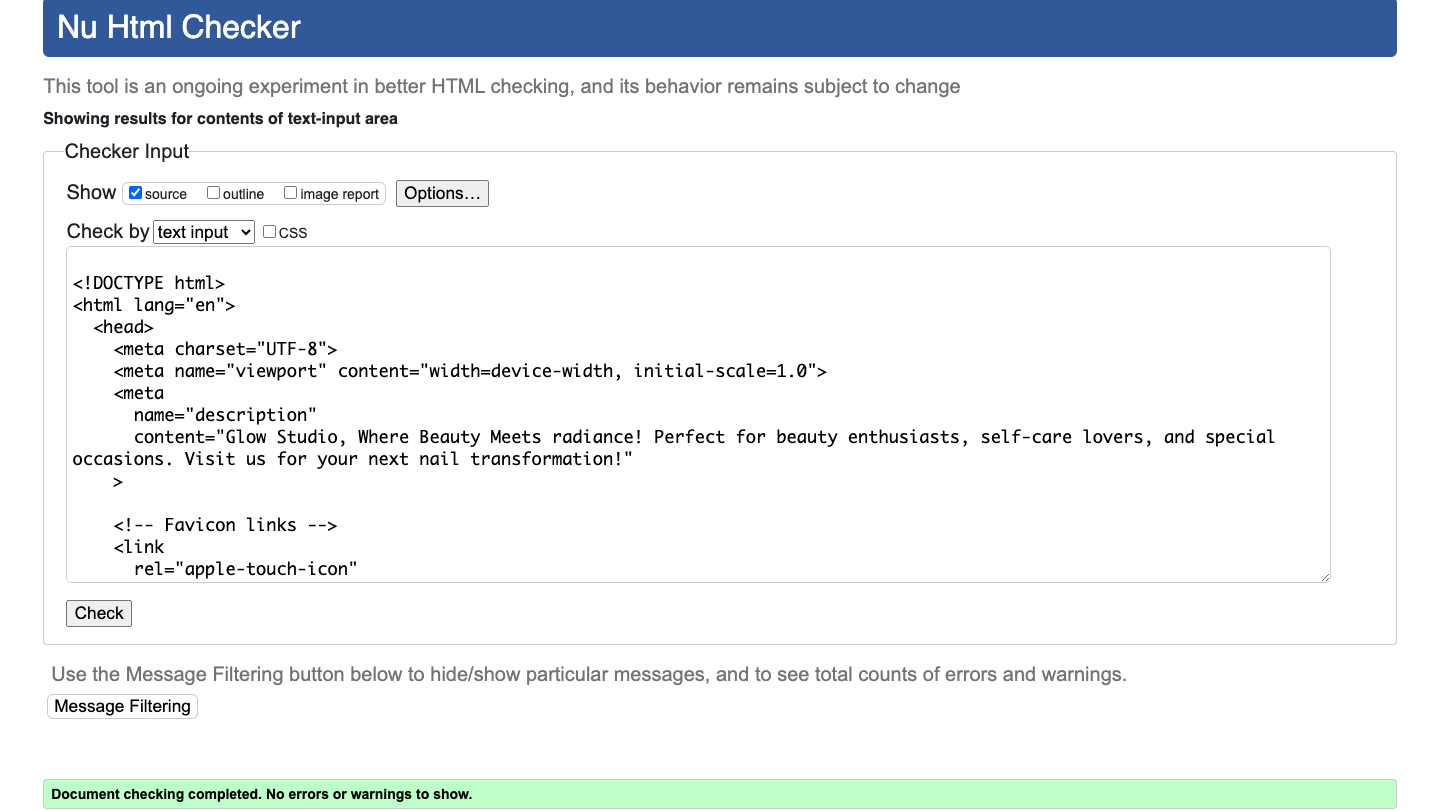 Nu Html Checker
This tool is an ongoing experiment in better HTML checking, and its behavior remains subject to change
Showing results for contents of text-input area
Checker Input
Show source outline image report Options…
Check by text input CSS
<!DOCTYPE html>
<html lang="en">
  <head>
    <meta charset="UTF-8">
    <meta name="viewport" content="width=device-width, initial-scale=1.0">
    <meta
      name="description"
      content="Glow Studio, Where Beauty Meets radiance! Perfect for beauty enthusiasts, self-care lovers, and special
occasions. Visit us for your next nail transformation!"
    >
    <!-- Favicon links -->
    <link
      rel="apple-touch-icon"
Check
Use the Message Filtering button below to hide/show particular messages, and to see total counts of errors and warnings.
Message Filtering
Document checking completed. No errors or warnings to show.